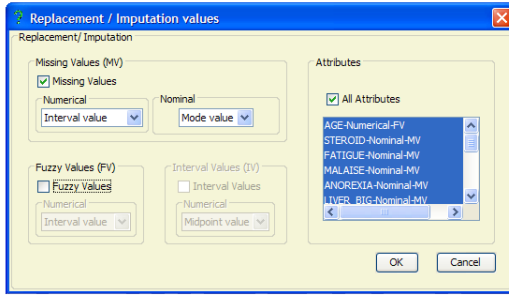 Replacement / Imputation values
Replacement/ Imputation
Missing Values (MV)
Missing Values
Numerical
Interval value
Nominal
Mode value
Fuzzy Values (FV)
Fuzzy Values
Numerical
Interval value
Interval Values (IV)
Interval Values
Numerical
Midpoint value
Attributes
All Attributes
AGE-Numerical-FV
STEROID-Nominal-MV
FATIGUE-Nominal-MV
MALAISE-Nominal-MV
ANOREXIA-Nominal-MV
LIVER_BIG-Nominal-MV
OK
Cancel